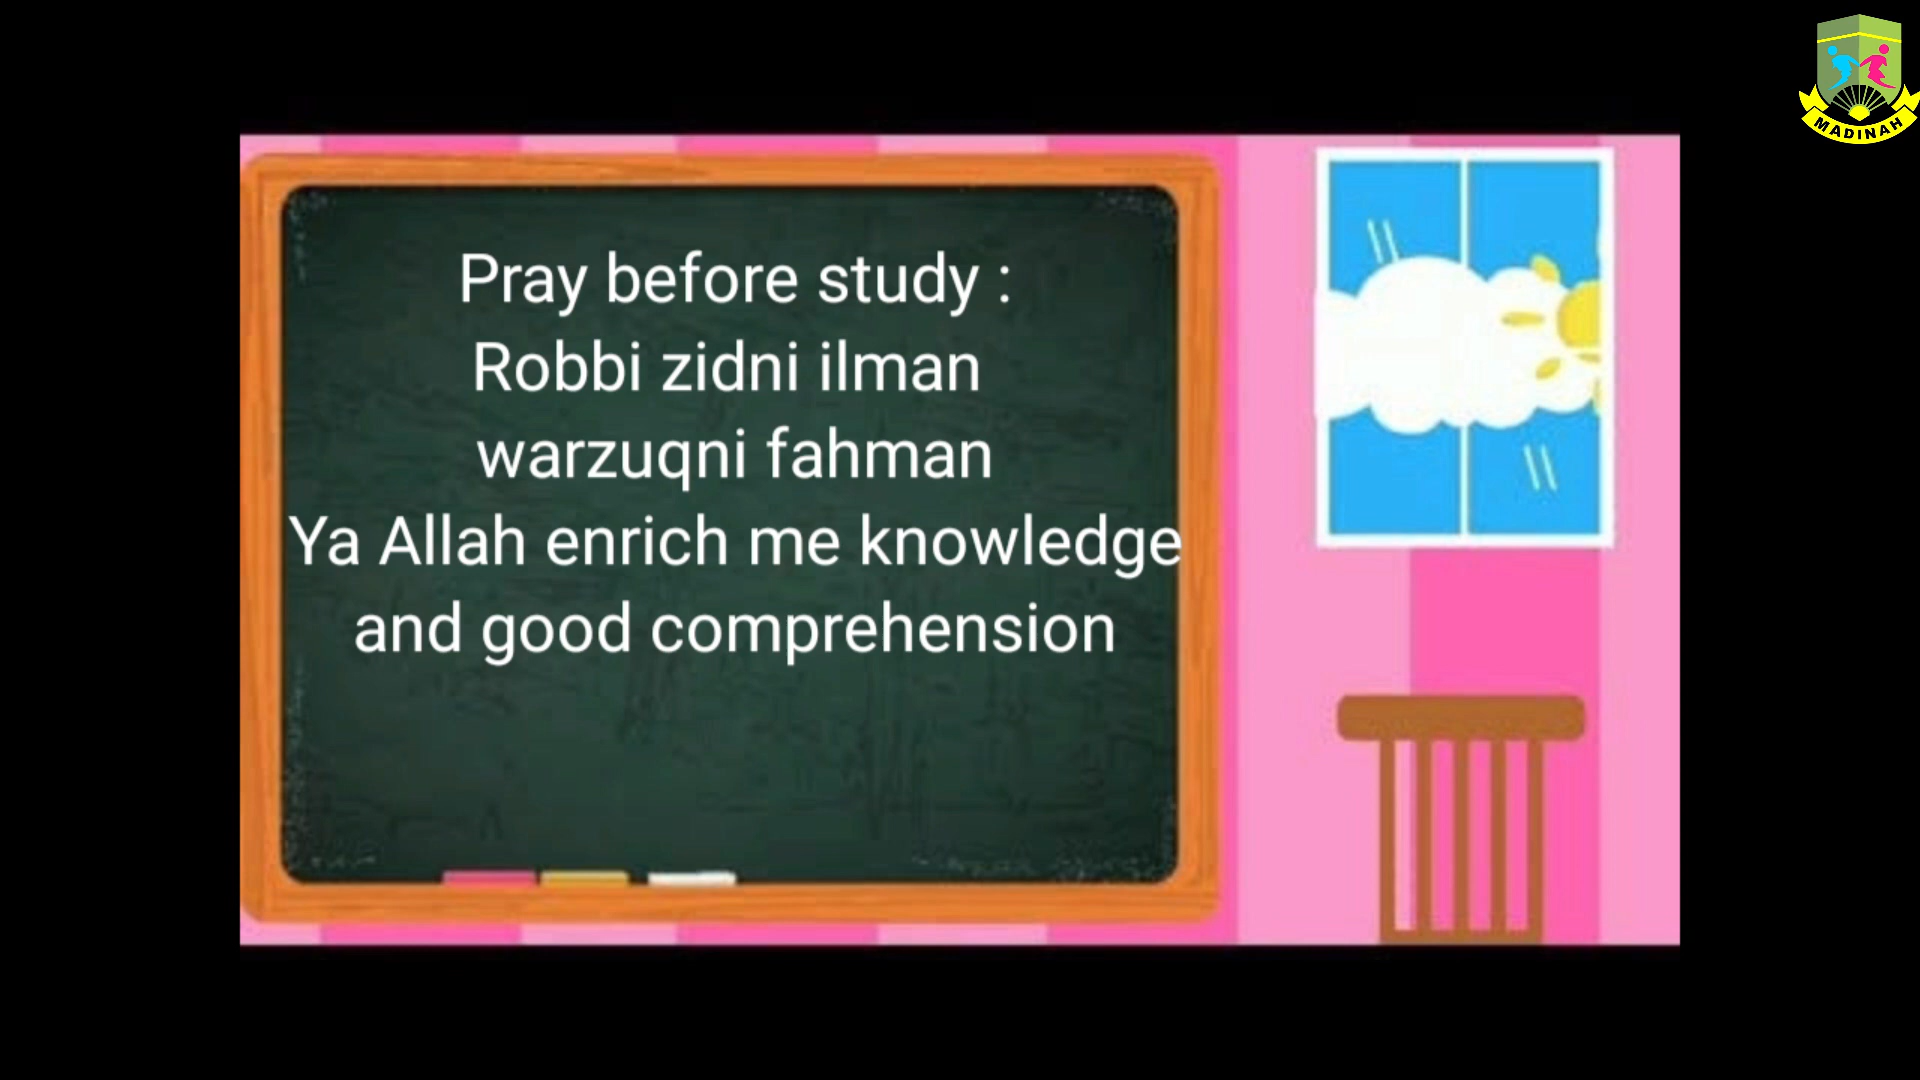 Pray before study :
Robbi zidni ilman
warzuqni fahman
Ya Allah enrich me knowledge
and good comprehension
MADINAH